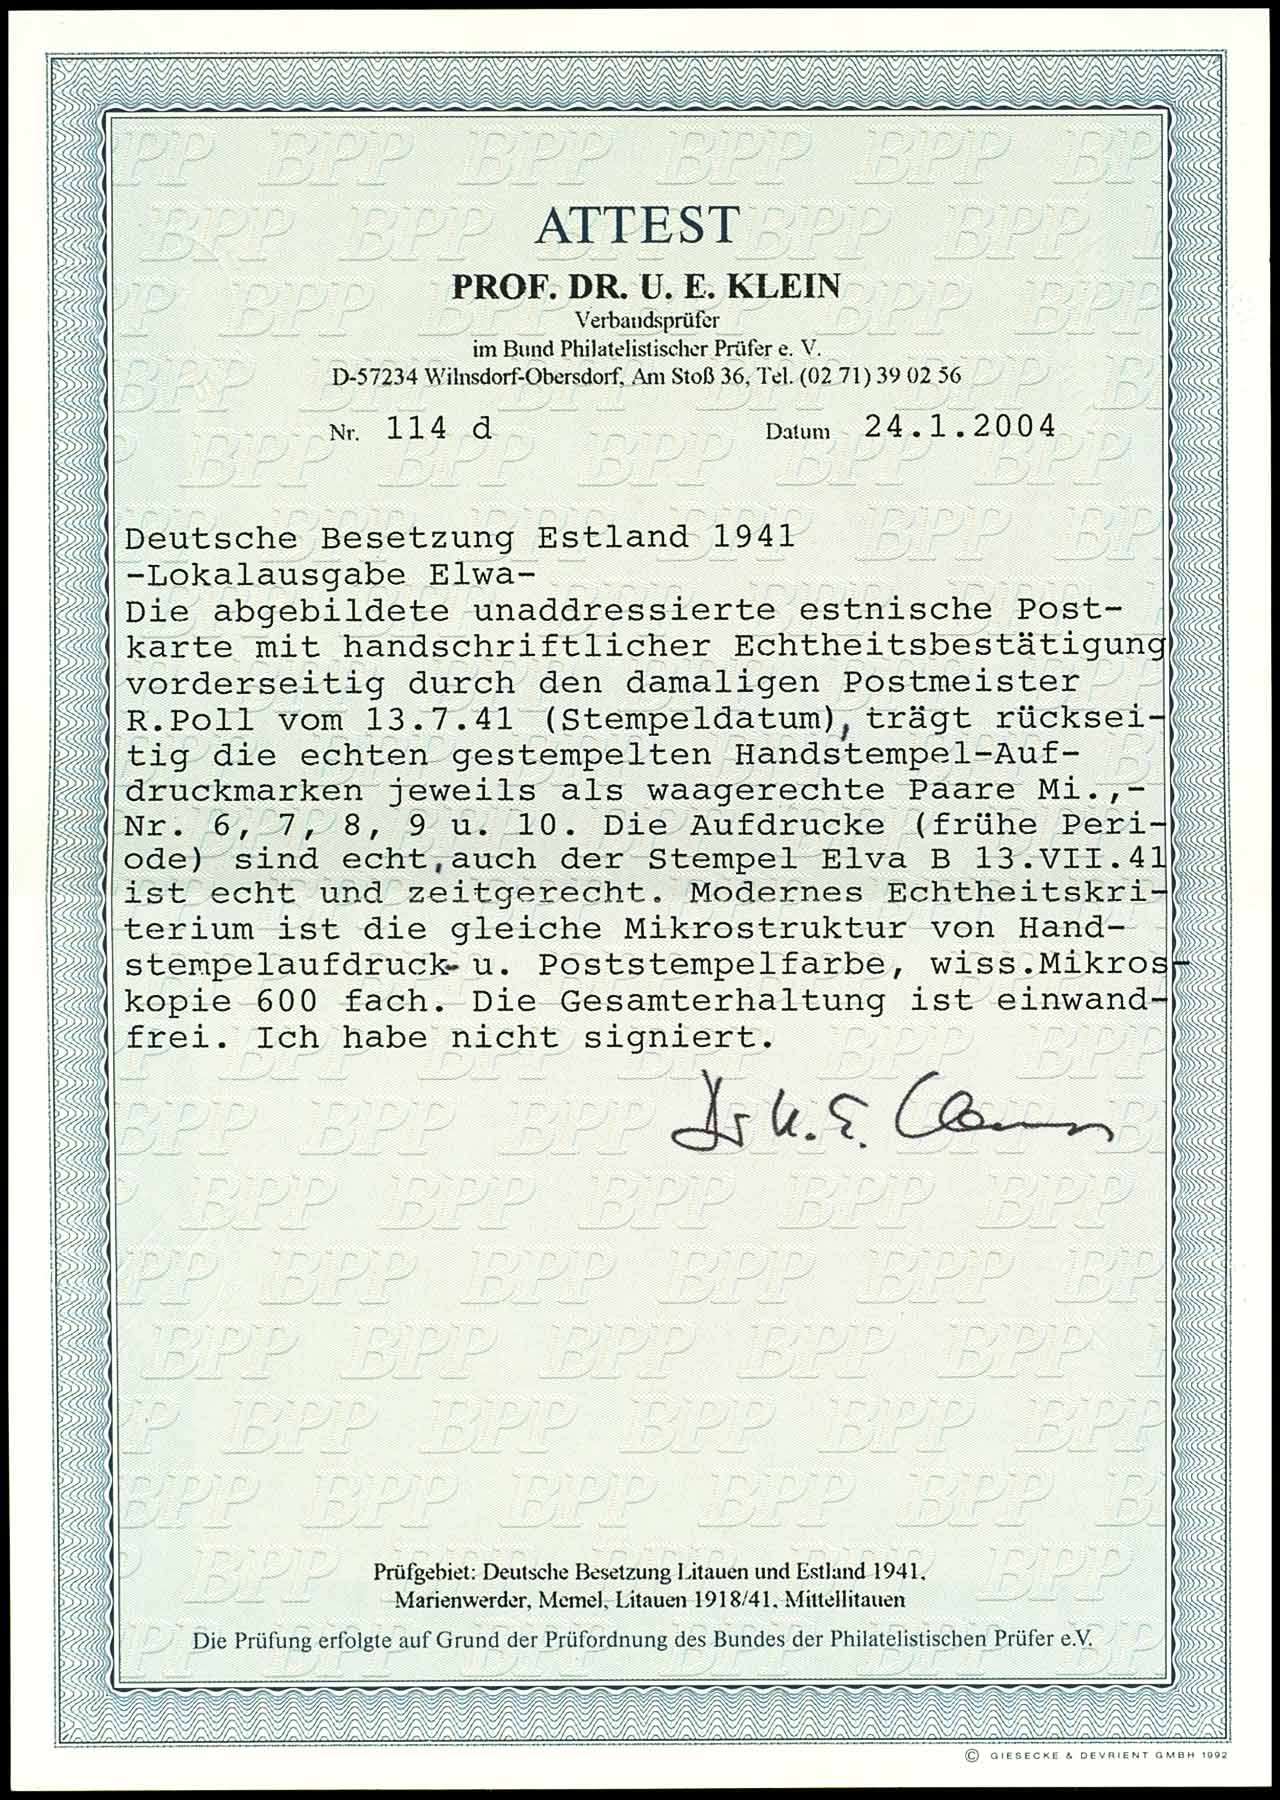 ATTEST
PROF. DR. U. E. KLEIN
Verbandsprüfer
im Bund Philatelistischer Prüfer e. V.
D-57234 Wilnsdorf-Obersdorf, Am Stoß 36, Tel. (02 71) 39 02 56
Nr. 114 d Datum 24.1.2004
Deutsche Besetzung Estland 1941
-Lokalausgabe Elwa-
Die abgebildete unaddressierte estnische Post-
karte mit handschriftlicher Echtheitsbestätigung
vorderseitig durch den damaligen Postmeister
R.Poll vom 13.7.41 (Stempeldatum), trägt rücksei-
tig die echten gestempelten Handstempel-Auf-
druckmarken jeweils als waagerechte Paare Mi.,-
Nr. 6, 7, 8, 9 u. 10. Die Aufdrucke (frühe Peri-
ode) sind echt, auch der Stempel Elva B 13.VII.41
ist echt und zeitgerecht. Modernes Echtheitskri-
terium ist die gleiche Mikrostruktur von Hand-
stempelaufdruck- u. Poststempelfarbe, wiss.Mikros-
kopie 600 fach. Die Gesamterhaltung ist einwand-
frei. Ich habe nicht signiert.
Dr U. E. Klein
Prüfgebiet: Deutsche Besetzung Litauen und Estland 1941,
Marienwerder, Memel, Litauen 1918/41, Mittellitauen
Die Prüfung erfolgte auf Grund der Prüfordnung des Bundes der Philatelistischen Prüfer e.V.
© GIESECKE & DEVRIENT GMBH 1992